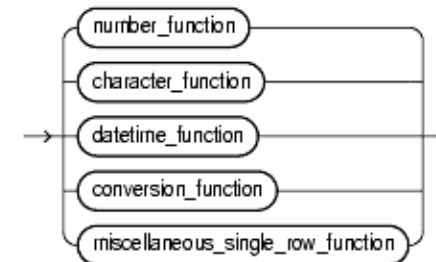 number_function
character_function
datetime_function
conversion_function
miscellaneous_single_row_function